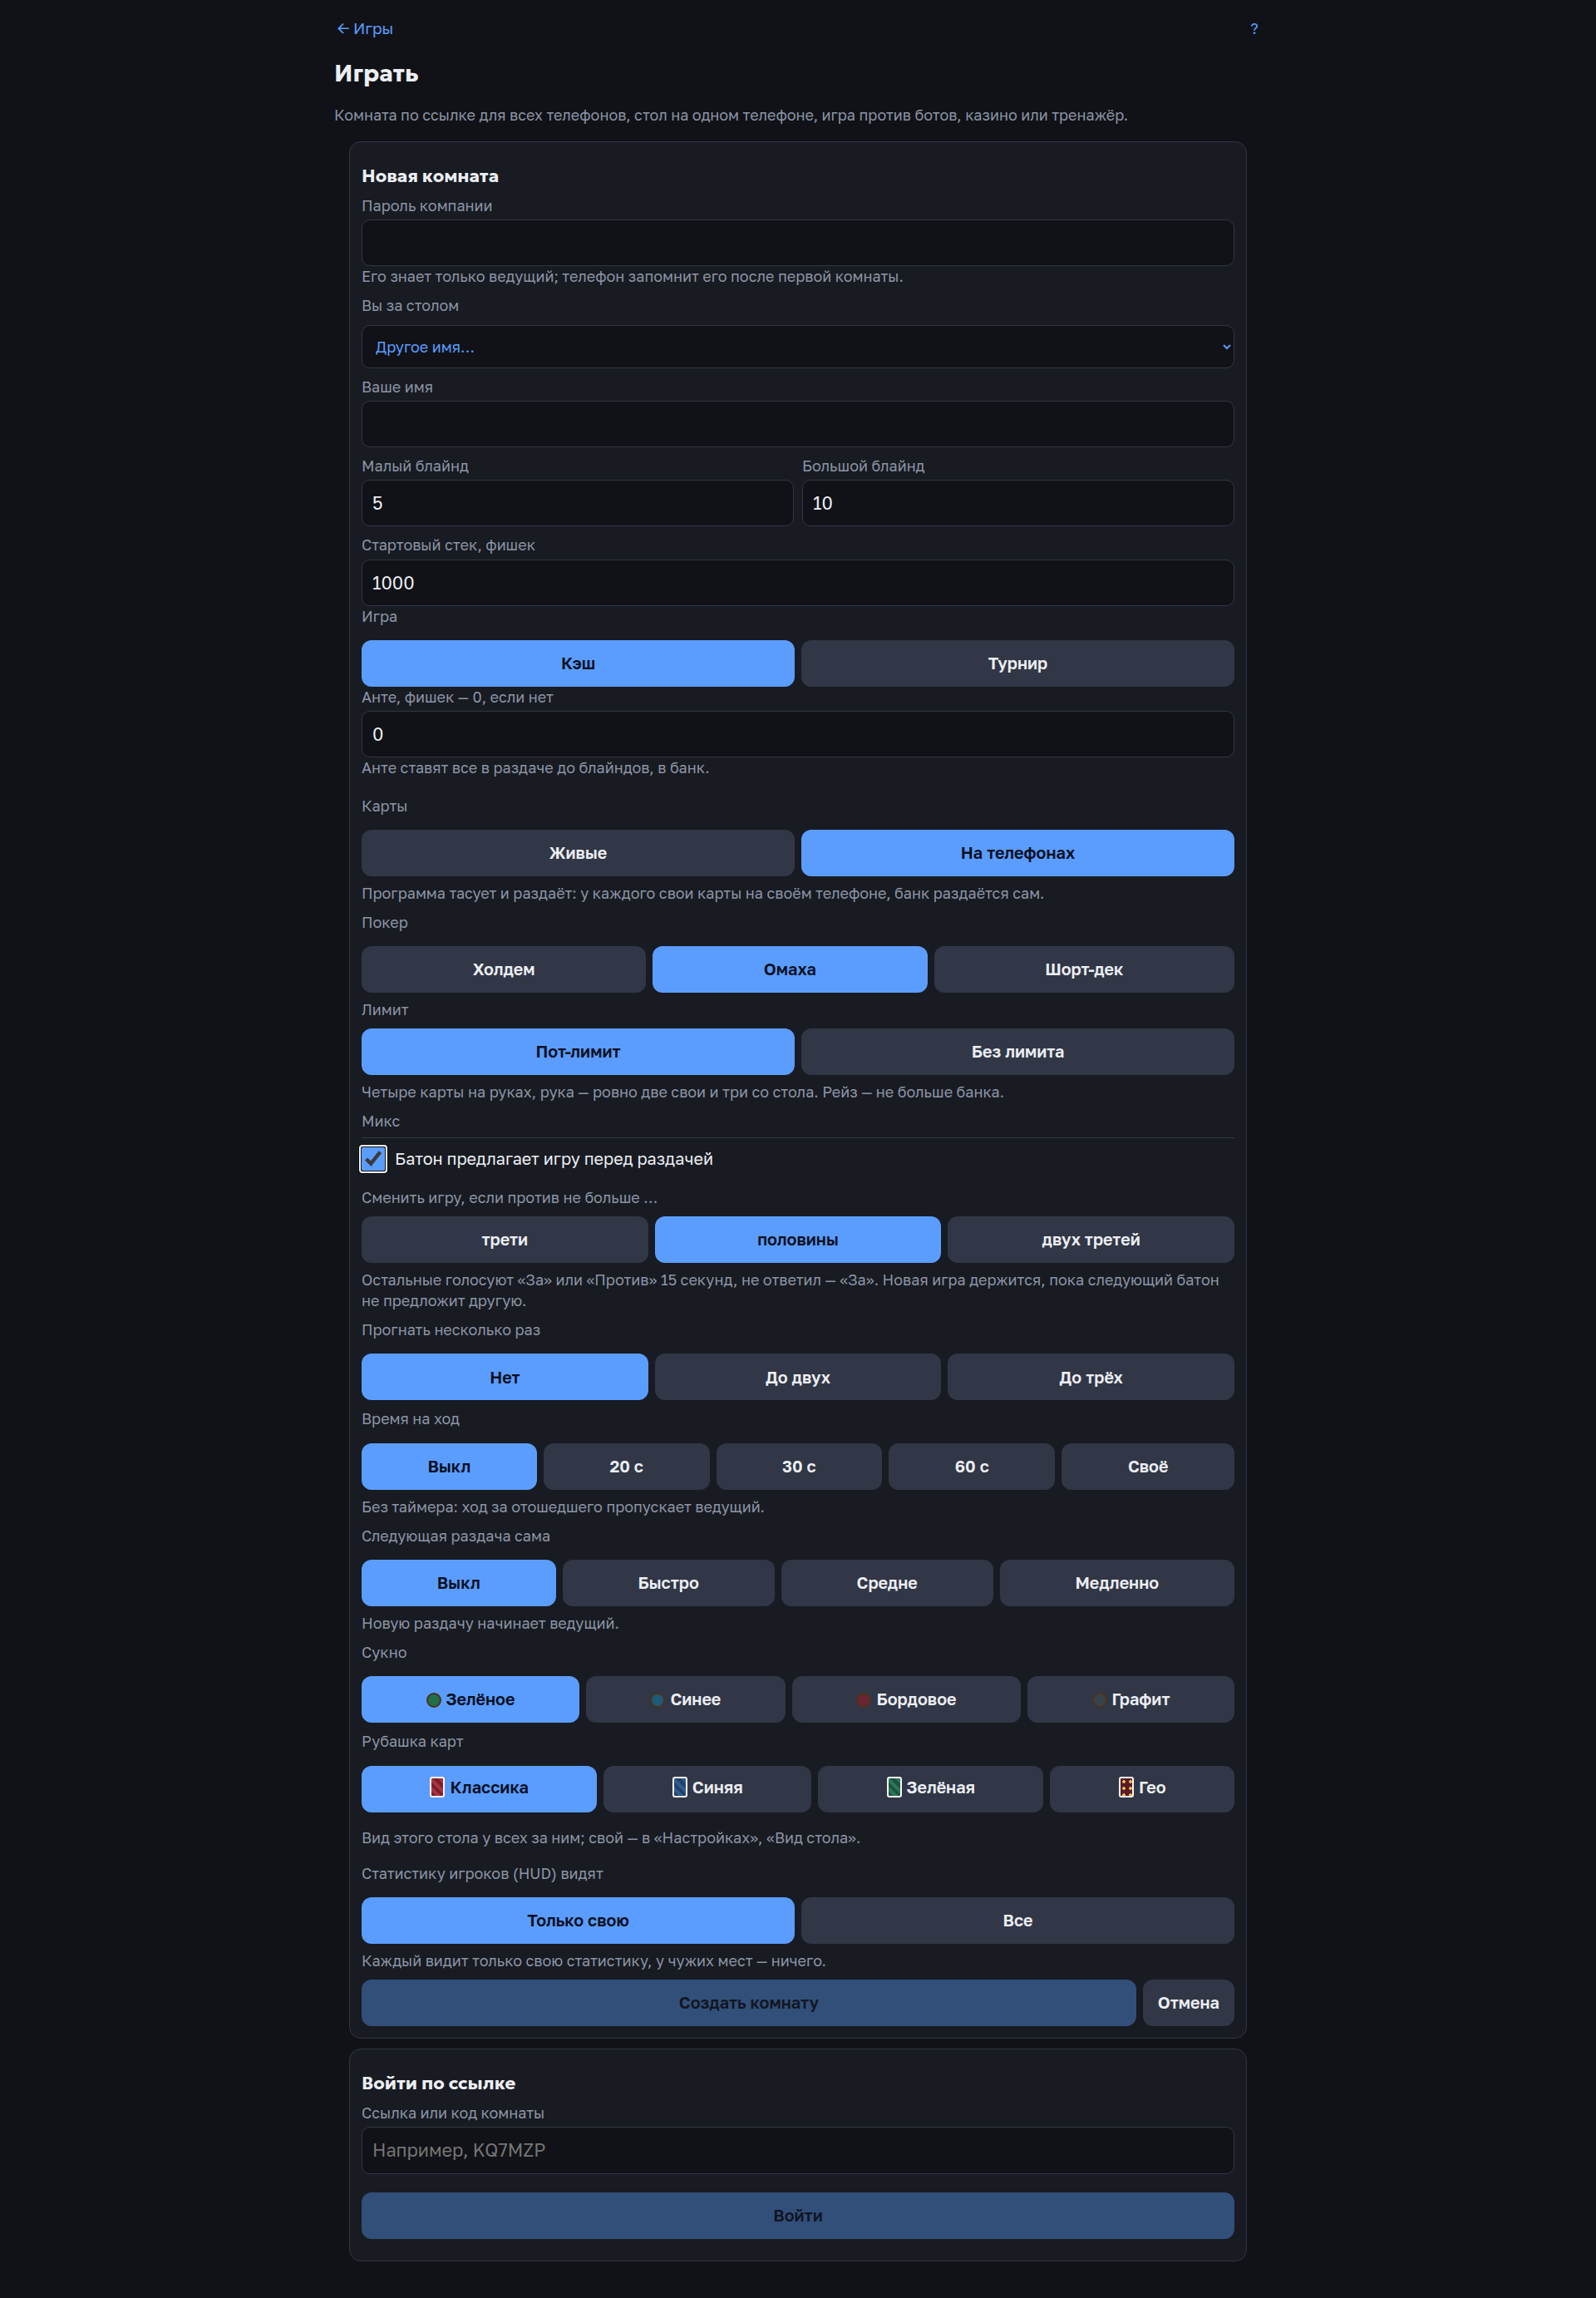 ← Игры
?
Играть
Комната по ссылке для всех телефонов, стол на одном телефоне, игра против ботов, казино или тренажёр.
Новая комната
Пароль компании
Его знает только ведущий; телефон запомнит его после первой комнаты.
Вы за столом
Другое имя…
Ваше имя
Малый блайнд Большой блайнд
5 10
Стартовый стек, фишек
1000
Игра
Кэш Турнир
Анте, фишек — 0, если нет
0
Анте ставят все в раздаче до блайндов, в банк.
Карты
Живые На телефонах
Программа тасует и раздаёт: у каждого свои карты на своём телефоне, банк раздаётся сам.
Покер
Холдем Омаха Шорт-дек
Лимит
Пот-лимит Без лимита
Четыре карты на руках, рука — ровно две свои и три со стола. Рейз — не больше банка.
Микс
Батон предлагает игру перед раздачей
Сменить игру, если против не больше …
трети половины двух третей
Остальные голосуют «За» или «Против» 15 секунд, не ответил — «За». Новая игра держится, пока следующий батон
не предложит другую.
Прогнать несколько раз
Нет До двух До трёх
Время на ход
Выкл 20 с 30 с 60 с Своё
Без таймера: ход за отошедшего пропускает ведущий.
Следующая раздача сама
Выкл Быстро Средне Медленно
Новую раздачу начинает ведущий.
Сукно
Зелёное Синее Бордовое Графит
Рубашка карт
Классика Синяя Зелёная Гео
Вид этого стола у всех за ним; свой — в «Настройках», «Вид стола».
Статистику игроков (HUD) видят
Только свою Все
Каждый видит только свою статистику, у чужих мест — ничего.
Создать комнату Отмена
Войти по ссылке
Ссылка или код комнаты
Например, KQ7MZP
Войти